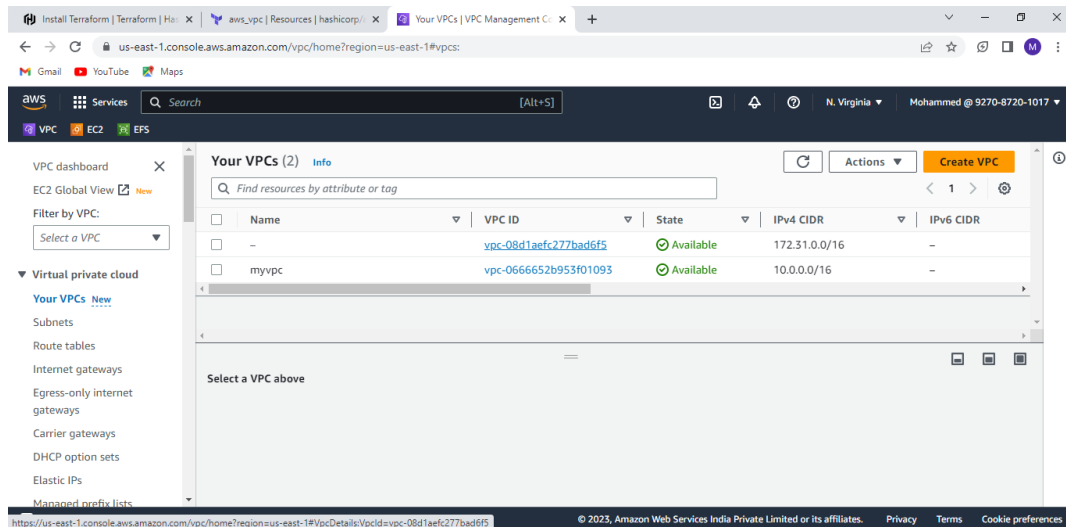 Install Terraform | Terraform | Has
aws_vpc | Resources | hashicorp/a
Your VPCs | VPC Management Co
us-east-1.console.aws.amazon.com/vpc/home?region=us-east-1#vpcs:
M
Gmail YouTube Maps
aws Services Search [Alt+S] N. Virginia ▼ Mohammed @ 9270-8720-1017 ▼
VPC EC2 EFS
VPC dashboard
EC2 Global View New
Filter by VPC:
Select a VPC
Virtual private cloud
Your VPCs New
Subnets
Route tables
Internet gateways
Egress-only internet
gateways
Carrier gateways
DHCP option sets
Elastic IPs
Managed prefix lists
Your VPCs (2) Info Actions ▼ Create VPC
Find resources by attribute or tag < 1 >
Name VPC ID State IPv4 CIDR IPv6 CIDR
– vpc-08d1aefc277bad6f5 Available 172.31.0.0/16 –
myvpc vpc-0666652b953f01093 Available 10.0.0.0/16 –
Select a VPC above
https://us-east-1.console.aws.amazon.com/vpc/home?region=us-east-1#VpcDetails:VpcId=vpc-08d1aefc277bad6f5
© 2023, Amazon Web Services India Private Limited or its affiliates. Privacy Terms Cookie preferences